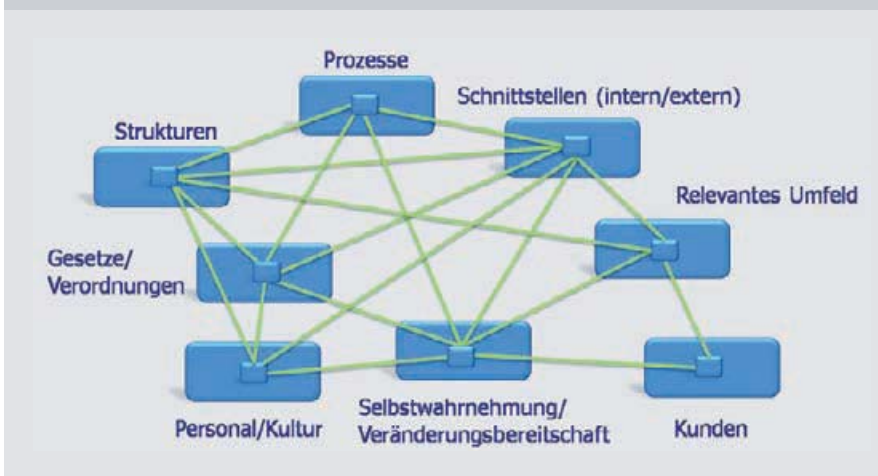 Prozesse
Schnittstellen (intern/extern)
Strukturen
Relevantes Umfeld
Gesetze/
Verordnungen
Personal/Kultur
Selbstwahrnehmung/
Veränderungsbereitschaft
Kunden